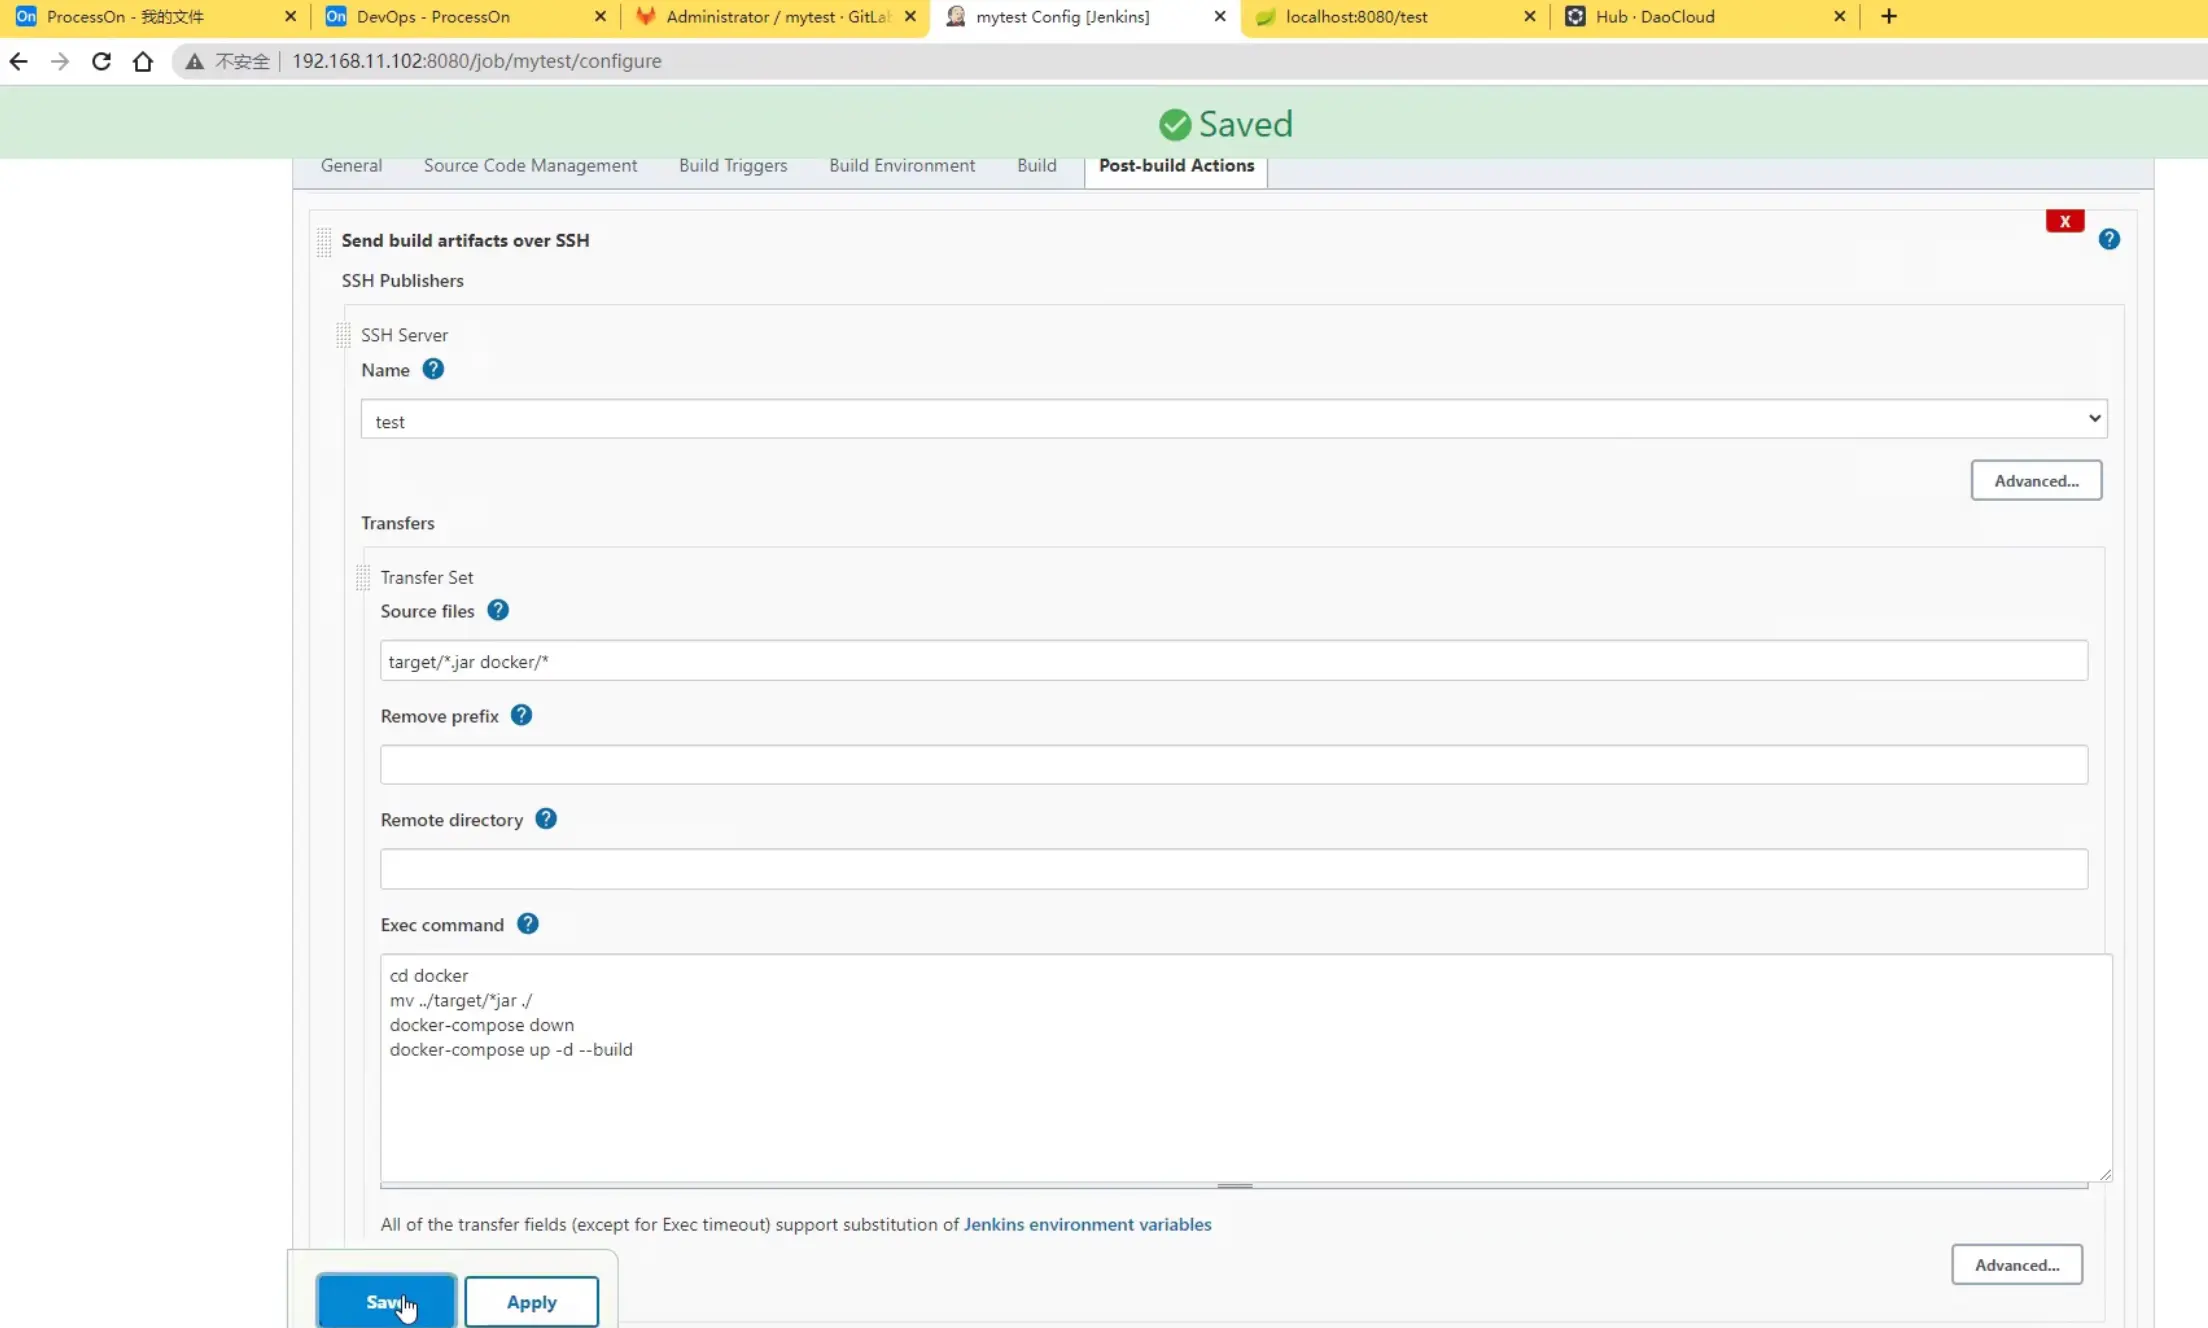 On ProcessOn - 我的文件
On DevOps - ProcessOn
Administrator / mytest · GitLab
mytest Config [Jenkins]
localhost:8080/test
Hub · DaoCloud
不安全 192.168.11.102:8080/job/mytest/configure
Saved
General Source Code Management Build Triggers Build Environment Build Post-build Actions
X
Send build artifacts over SSH ?
SSH Publishers
SSH Server
Name ?
test
Advanced...
Transfers
Transfer Set
Source files ?
target/*.jar docker/*
Remove prefix ?
Remote directory ?
Exec command ?
cd docker
mv ../target/*jar ./
docker-compose down
docker-compose up -d --build
All of the transfer fields (except for Exec timeout) support substitution of Jenkins environment variables
Advanced...
Save Apply